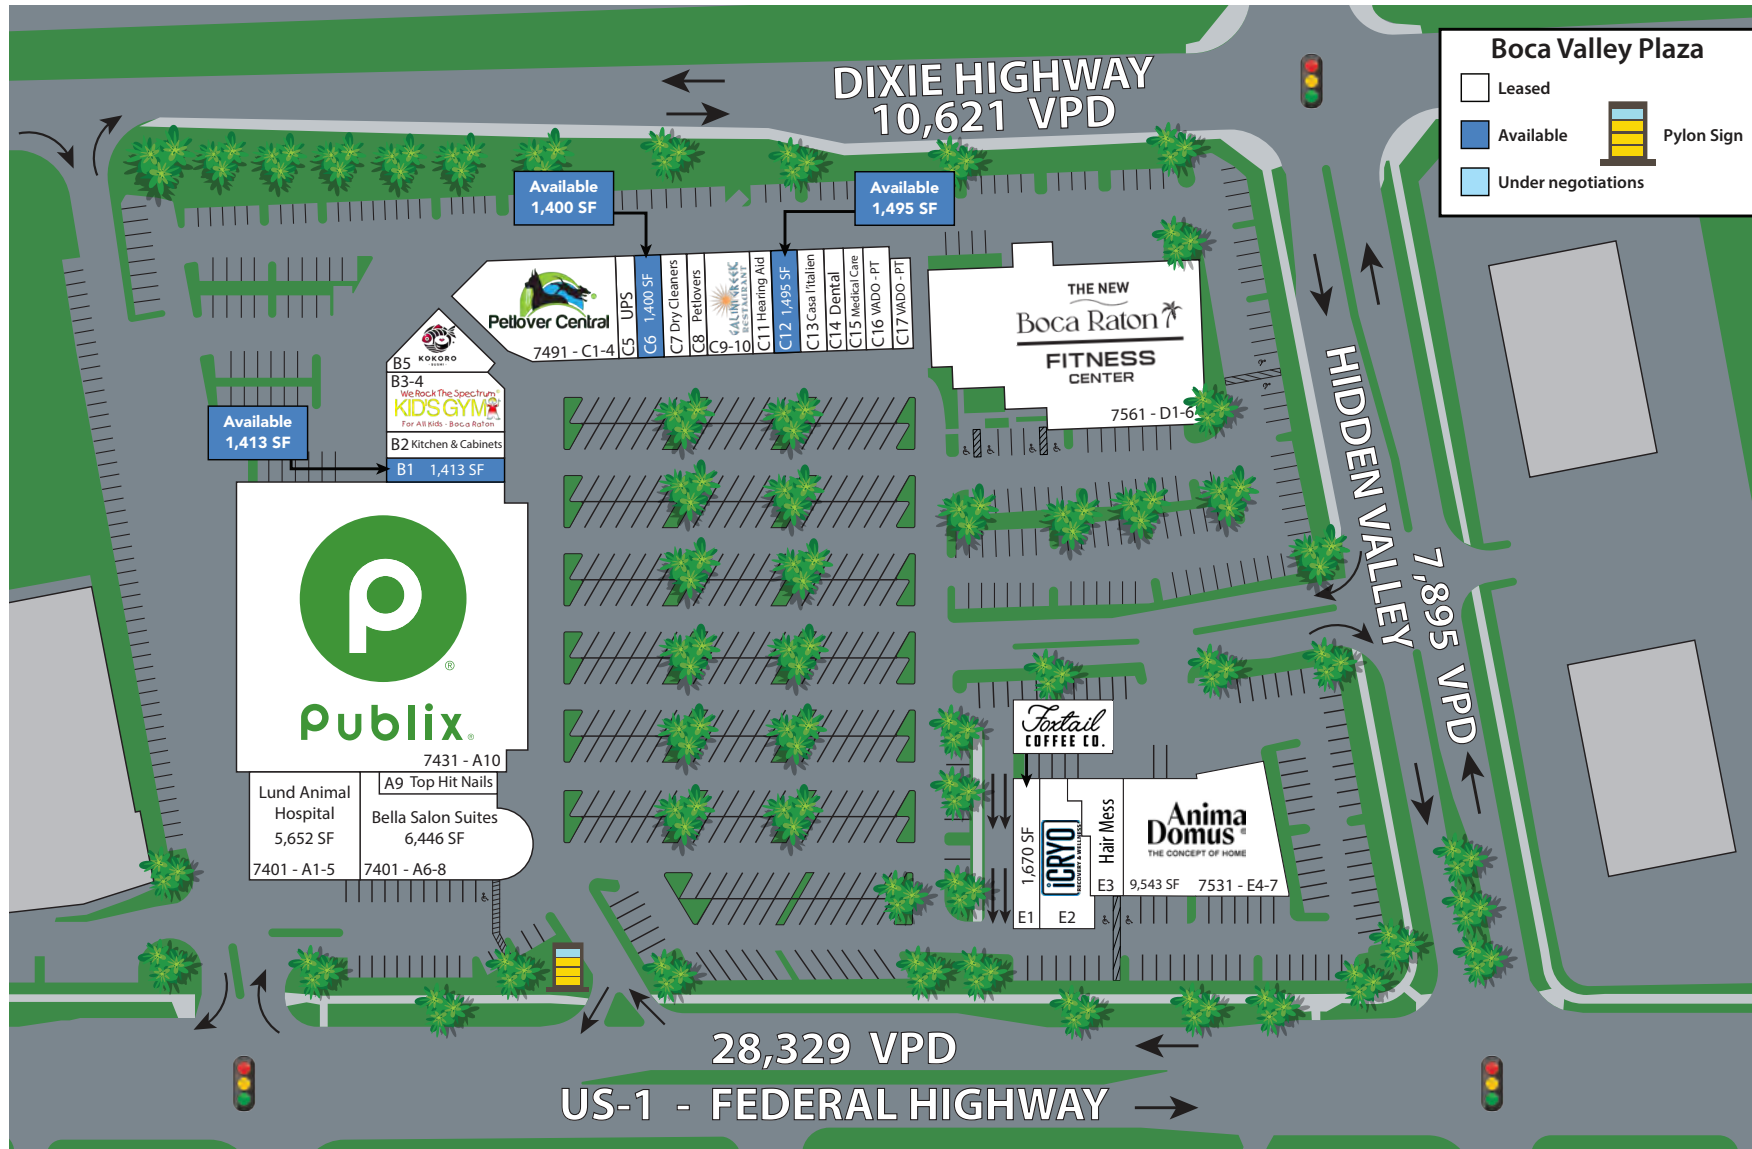 DIXIE HIGHWAY
10,621 VPD
Boca Valley Plaza
Leased
Available
Pylon Sign
Under negotiations
Available
1,400 SF
Available
1,495 SF
Petlover Central
7491 - C1-4
C5 UPS
C6 1,400 SF
C7 Dry Cleaners
C8 Petlovers
C9-10
RESTAURANT
C11 Hearing Aid
C12 1,495 SF
C13 Casa l'italien
C14 Dental
C15 Medical Care
C16 VADO - PT
C17 VADO - PT
THE NEW
Boca Raton
FITNESS
CENTER
7561 - D1-6
KOKORO
SUSHI
B5
B3-4
We Rock The Spectrum
KID'S GYM
For All Kids - Boca Raton
B2 Kitchen & Cabinets
Available
1,413 SF
B1 1,413 SF
HIDDEN VALLEY
7,895 VPD
Publix
7431 - A10
A9 Top Hit Nails
Lund Animal
Hospital
5,652 SF
7401 - A1-5
Bella Salon Suites
6,446 SF
7401 - A6-8
Foxtail
COFFEE CO.
1,670 SF
E1
iCRYO
RECOVERY & WELLNESS
E2
Hair Mess
E3
Anima
Domus
THE CONCEPT OF HOME
9,543 SF
7531 - E4-7
28,329 VPD
US-1 - FEDERAL HIGHWAY